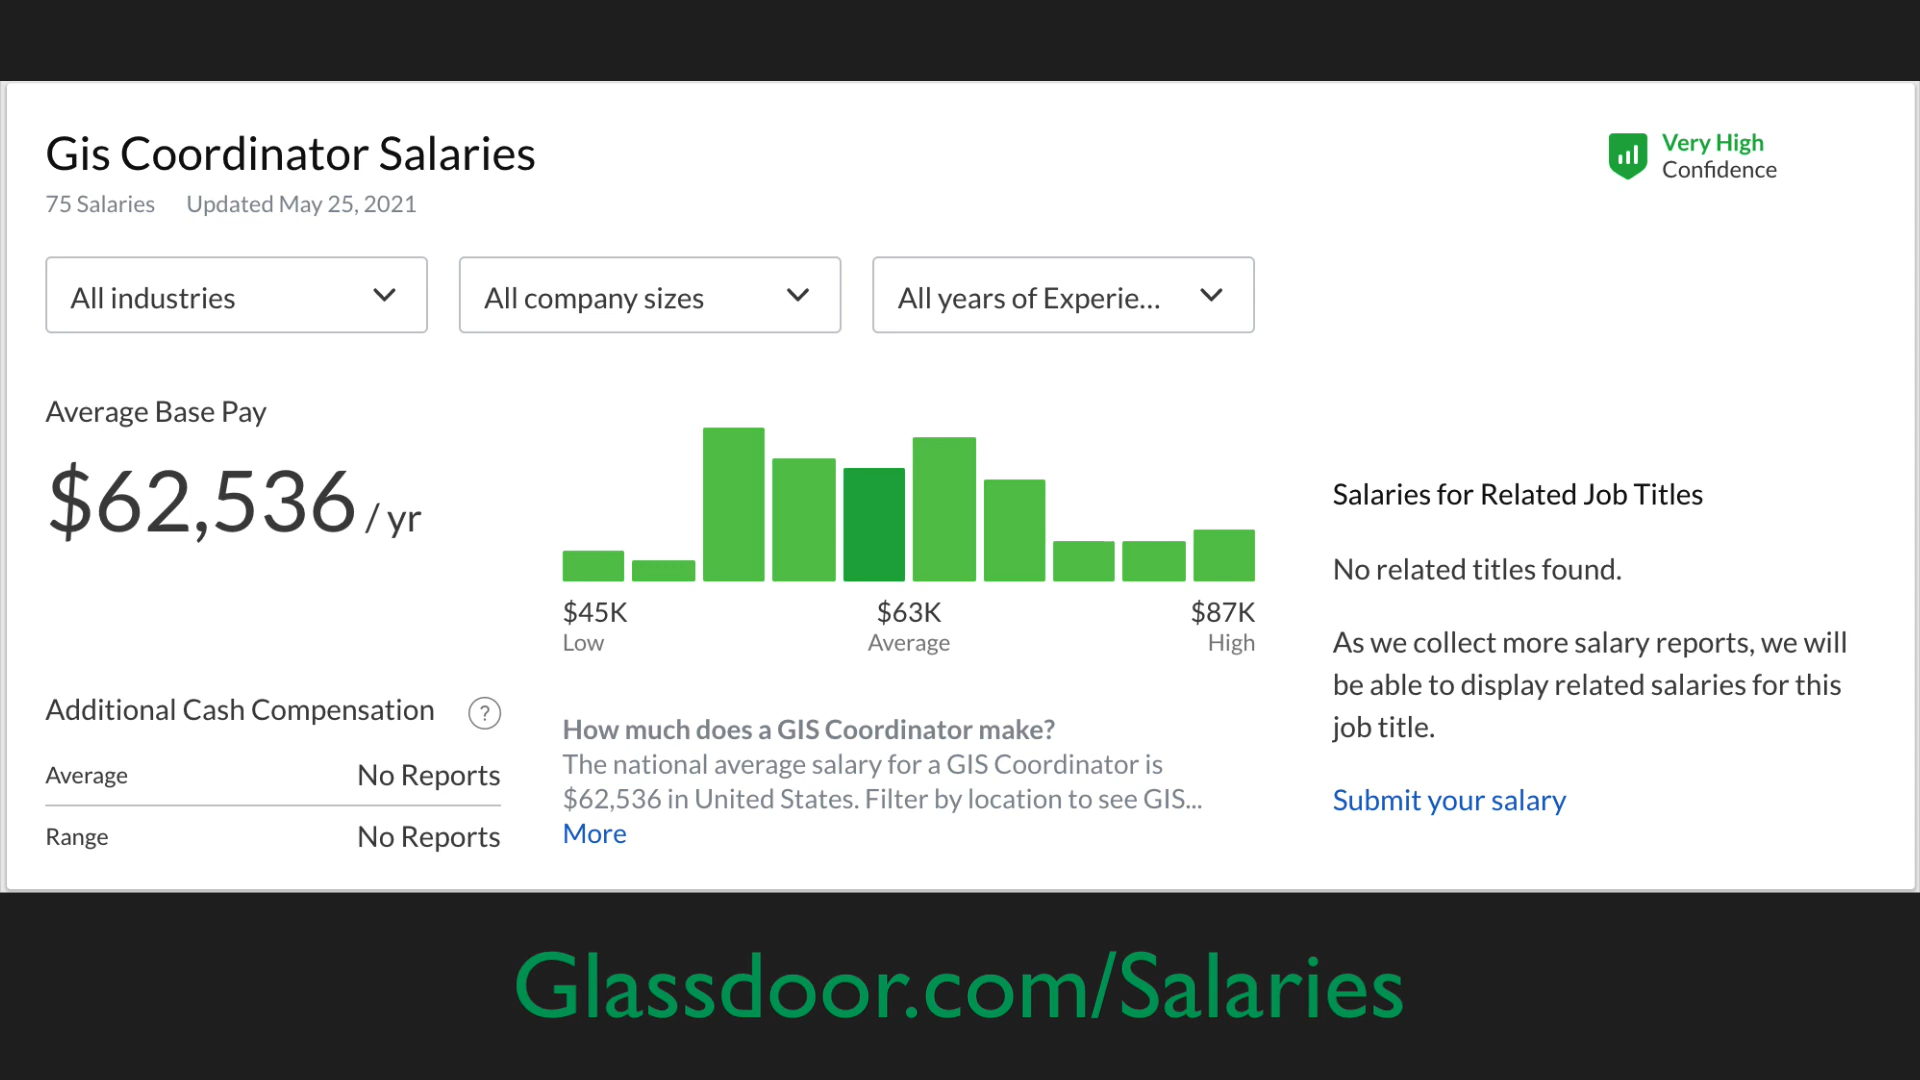 Gis Coordinator Salaries
75 Salaries Updated May 25, 2021
Very High
Confidence
All industries
All company sizes
All years of Experie...
Average Base Pay
$62,536 / yr
$45K
Low
$63K
Average
$87K
High
Additional Cash Compensation ?
Average No Reports
Range No Reports
How much does a GIS Coordinator make?
The national average salary for a GIS Coordinator is
$62,536 in United States. Filter by location to see GIS...
More
Salaries for Related Job Titles
No related titles found.
As we collect more salary reports, we will
be able to display related salaries for this
job title.
Submit your salary
Glassdoor.com/Salaries